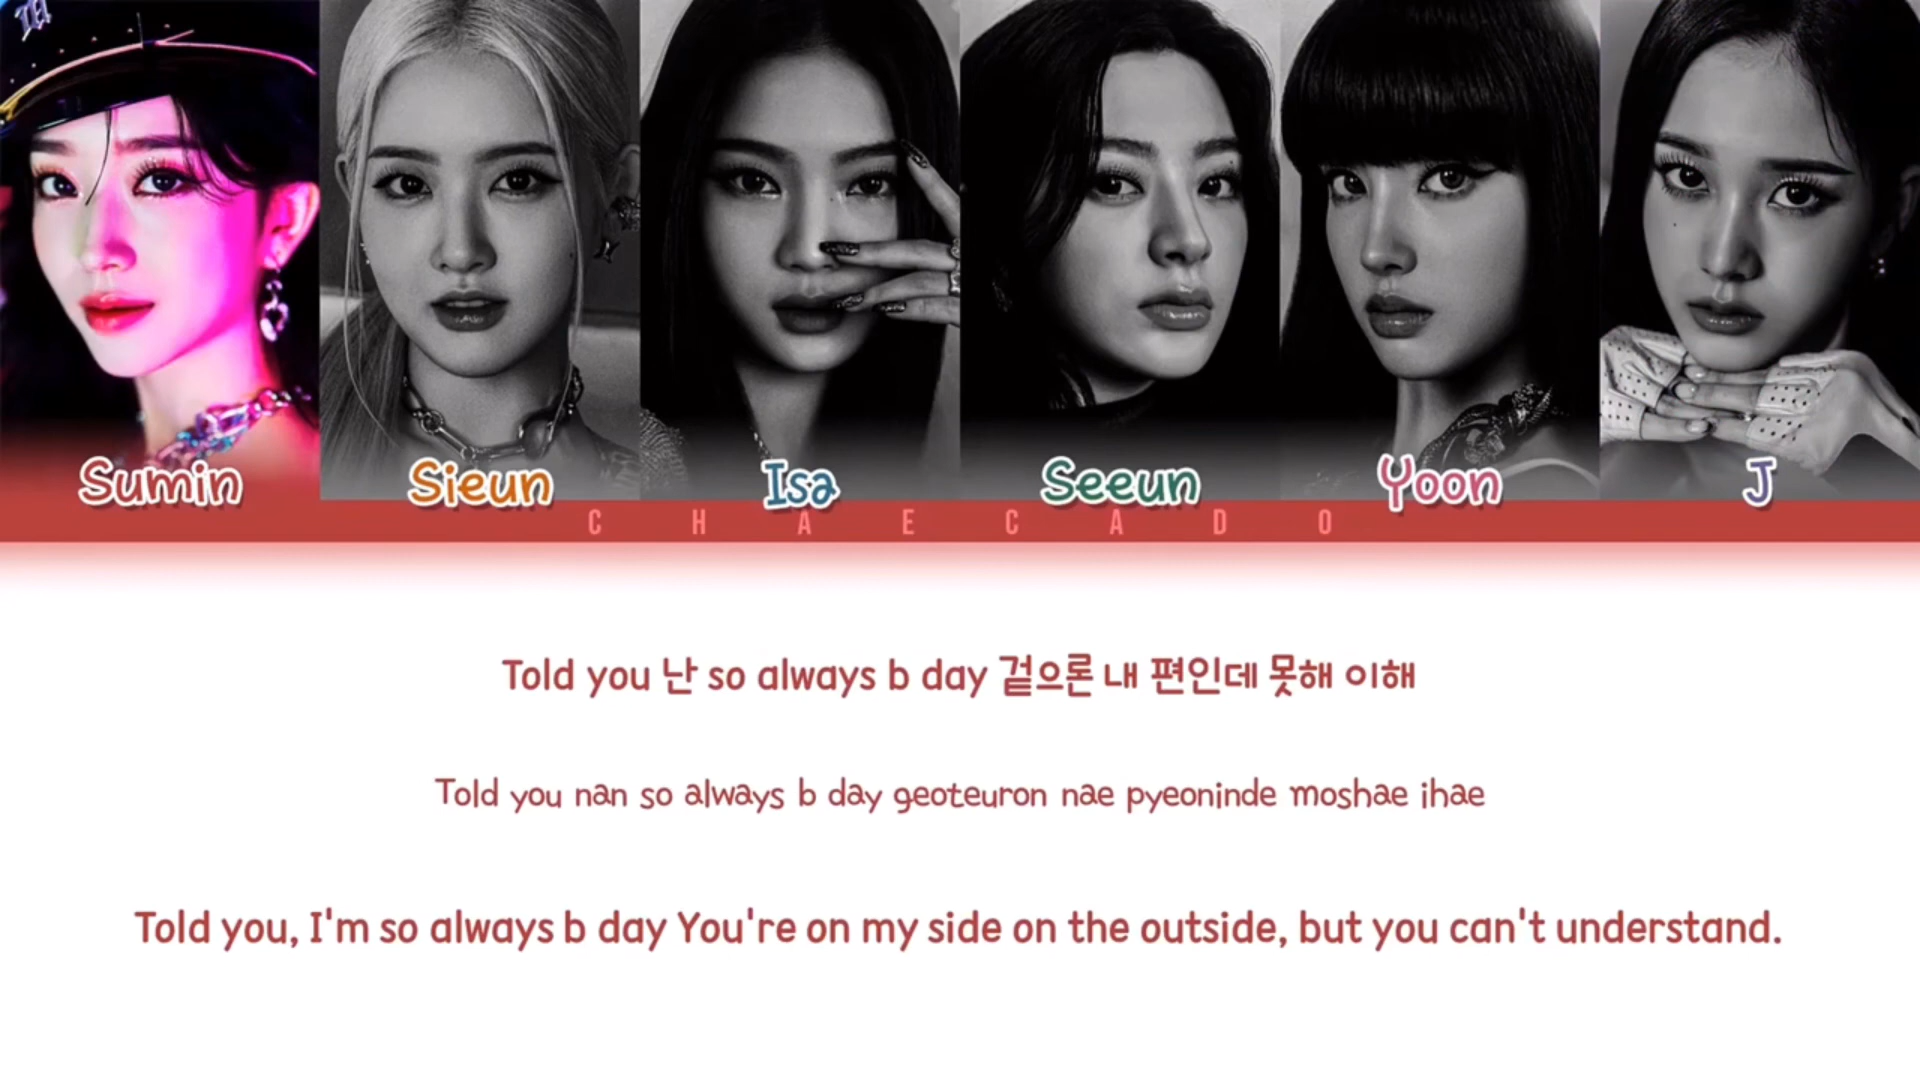 Sumin
Sieun
Isa
Seeun
Yoon
J
CHAECADO
Told you 난 so always b day 겉으론 내 편인데 못해 이해
Told you nan so always b day geoteuron nae pyeoninde moshae ihae
Told you, I'm so always b day You're on my side on the outside, but you can't understand.